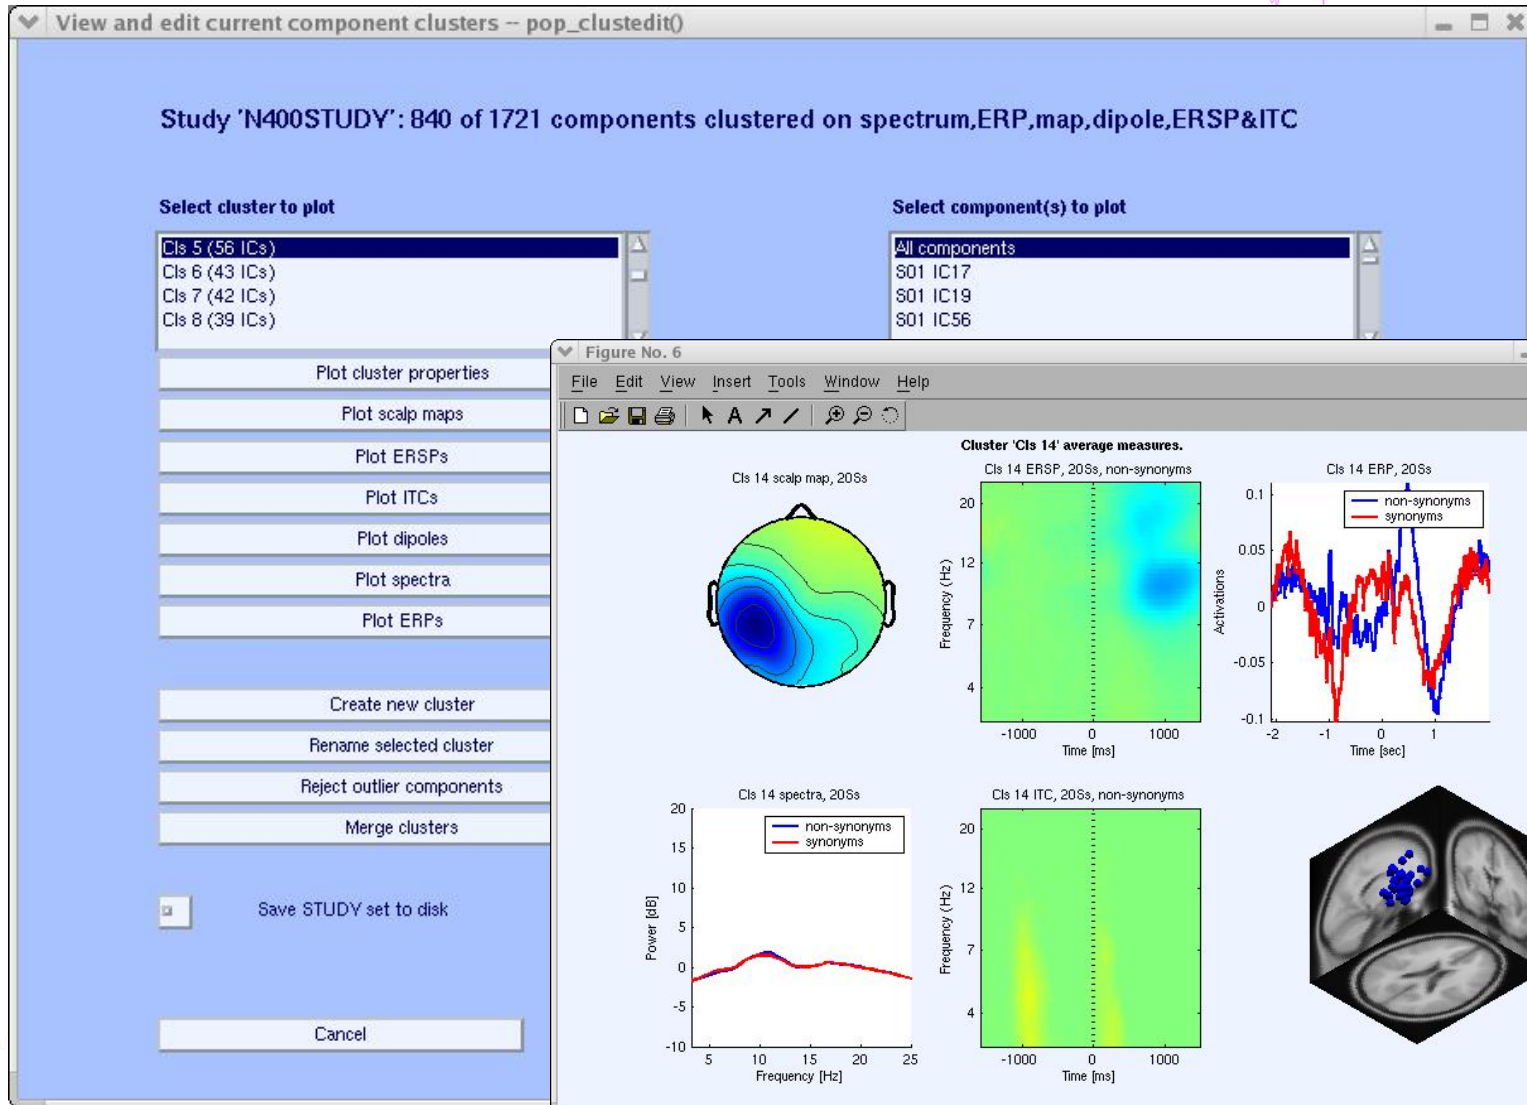 View and edit current component clusters -- pop_clustedit()
Study 'N400STUDY': 840 of 1721 components clustered on spectrum,ERP,map,dipole,ERSP&ITC
Select cluster to plot
Select component(s) to plot
Cls 5 (56 ICs)
Cls 6 (43 ICs)
Cls 7 (42 ICs)
Cls 8 (39 ICs)
All components
S01 IC17
S01 IC19
S01 IC56
Plot cluster properties
Plot scalp maps
Plot ERSPs
Plot ITCs
Plot dipoles
Plot spectra
Plot ERPs
Create new cluster
Rename selected cluster
Reject outlier components
Merge clusters
Save STUDY set to disk
Cancel
Figure No. 6
File Edit View Insert Tools Window Help
A
Cluster 'Cls 14' average measures.
Cls 14 scalp map, 20Ss
Cls 14 ERSP, 20Ss, non-synonyms
20
12
7
4
Frequency (Hz)
-1000 0 1000
Time [ms]
Cls 14 ERP, 20Ss
non-synonyms
synonyms
0.1
0.05
0
-0.05
-0.1
Activations
-2 -1 0 1
Time [sec]
Cls 14 spectra, 20Ss
non-synonyms
synonyms
20
15
10
5
0
-5
-10
Power [dB]
5 10 15 20 25
Frequency [Hz]
Cls 14 ITC, 20Ss, non-synonyms
20
12
7
4
Frequency (Hz)
-1000 0 1000
Time [ms]